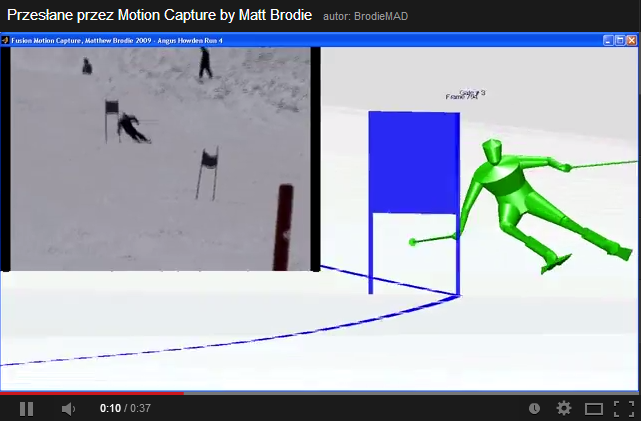 Przesłane przez Motion Capture by Matt Brodie autor: BrodieMAD
Fusion Motion Capture, Matthew Brodie 2009 - Angus Howden Run 4
Gate # 3
Frame 794
0:10 / 0:37